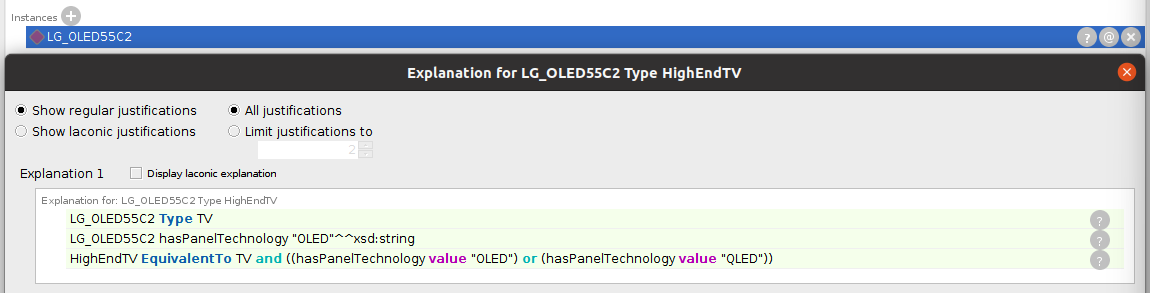 Instances
LG_OLED55C2
Explanation for LG_OLED55C2 Type HighEndTV
Show regular justifications
All justifications
Show laconic justifications
Limit justifications to
2
Explanation 1
Display laconic explanation
Explanation for: LG_OLED55C2 Type HighEndTV
LG_OLED55C2 Type TV
LG_OLED55C2 hasPanelTechnology "OLED"^^xsd:string
HighEndTV EquivalentTo TV and ((hasPanelTechnology value "OLED") or (hasPanelTechnology value "QLED"))